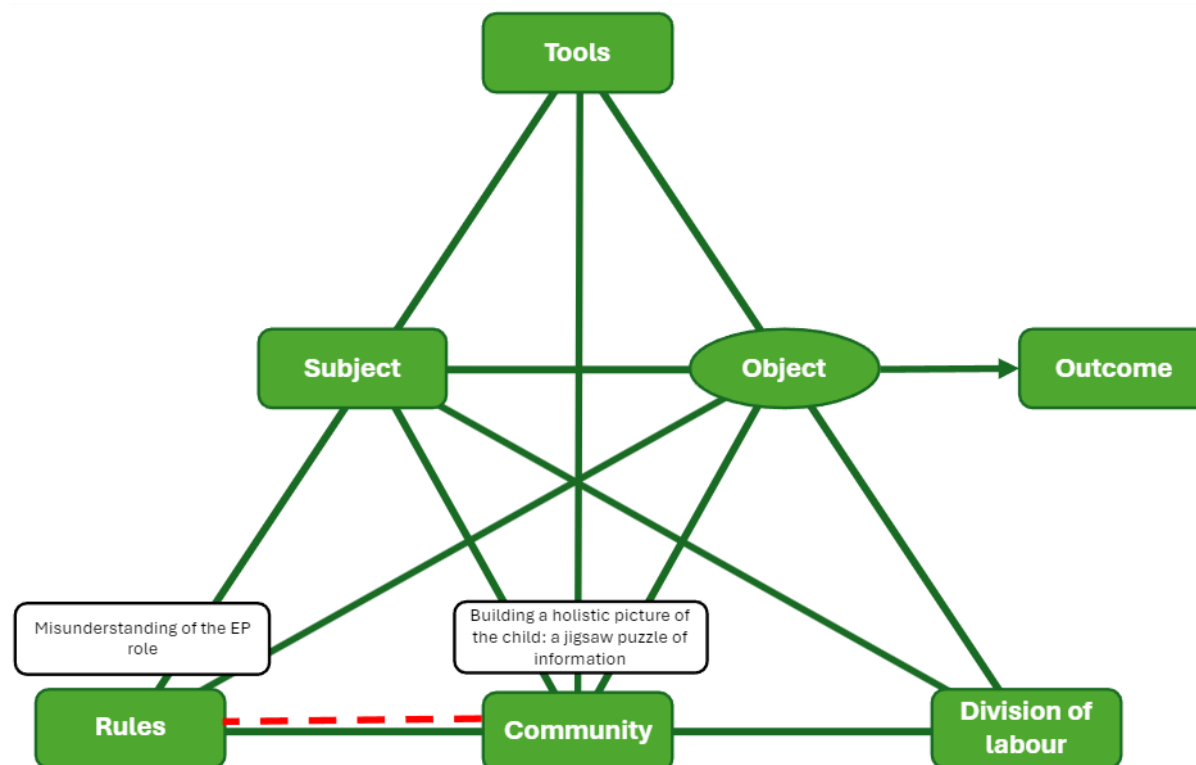 Tools
Subject
Object
Outcome
Misunderstanding of the EP
role
Building a holistic picture of
the child: a jigsaw puzzle of
information
Rules
Community
Division of
labour